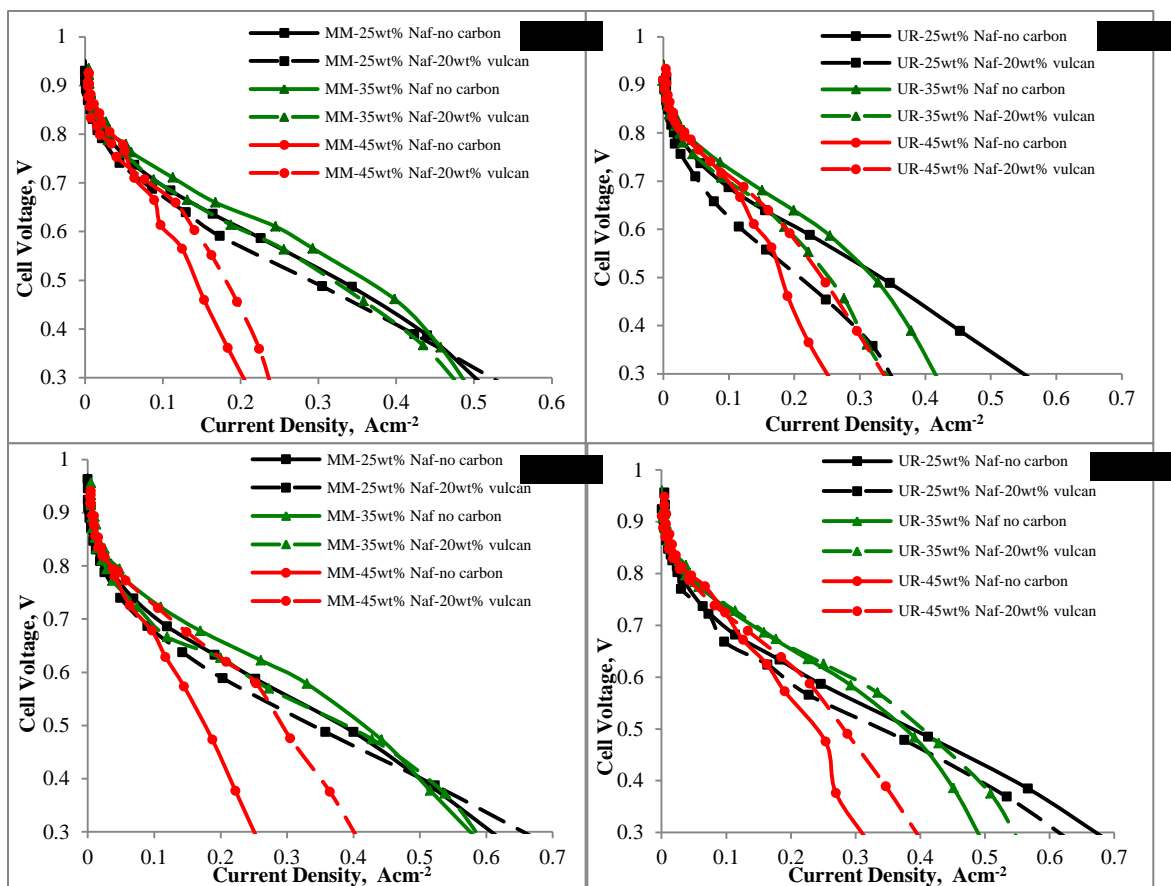 MM-25wt% Naf-no carbon
MM-25wt% Naf-20wt% vulcan
MM-35wt% Naf no carbon
MM-35wt% Naf-20wt% vulcan
MM-45wt% Naf-no carbon
MM-45wt% Naf-20wt% vulcan
1
0.9
0.8
0.7
0.6
0.5
0.4
0.3
Cell Voltage, V
0 0.1 0.2 0.3 0.4 0.5 0.6
Current Density, Acm-2
UR-25wt% Naf-no carbon
UR-25wt% Naf-20wt% vulcan
UR-35wt% Naf no carbon
UR-35wt% Naf-20wt% vulcan
UR-45wt% Naf-no carbon
UR-45wt% Naf-20wt% vulcan
1
0.9
0.8
0.7
0.6
0.5
0.4
0.3
Cell Voltage, V
0 0.1 0.2 0.3 0.4 0.5 0.6 0.7
Current Density, Acm-2
MM-25wt% Naf-no carbon
MM-25wt% Naf-20wt% vulcan
MM-35wt% Naf no carbon
MM-35wt% Naf-20wt% vulcan
MM-45wt% Naf-no carbon
MM-45wt% Naf-20wt% vulcan
1
0.9
0.8
0.7
0.6
0.5
0.4
0.3
Cell Voltage, V
0 0.1 0.2 0.3 0.4 0.5 0.6 0.7
Current Density, Acm-2
UR-25wt% Naf-no carbon
UR-25wt% Naf-20wt% vulcan
UR-35wt% Naf-no carbon
UR-35wt% Naf-20wt% vulcan
UR-45wt% Naf-no carbon
UR-45wt% Naf-20wt% vulcan
1
0.9
0.8
0.7
0.6
0.5
0.4
0.3
Cell Voltage, V
0 0.1 0.2 0.3 0.4 0.5 0.6 0.7
Current Density, Acm-2